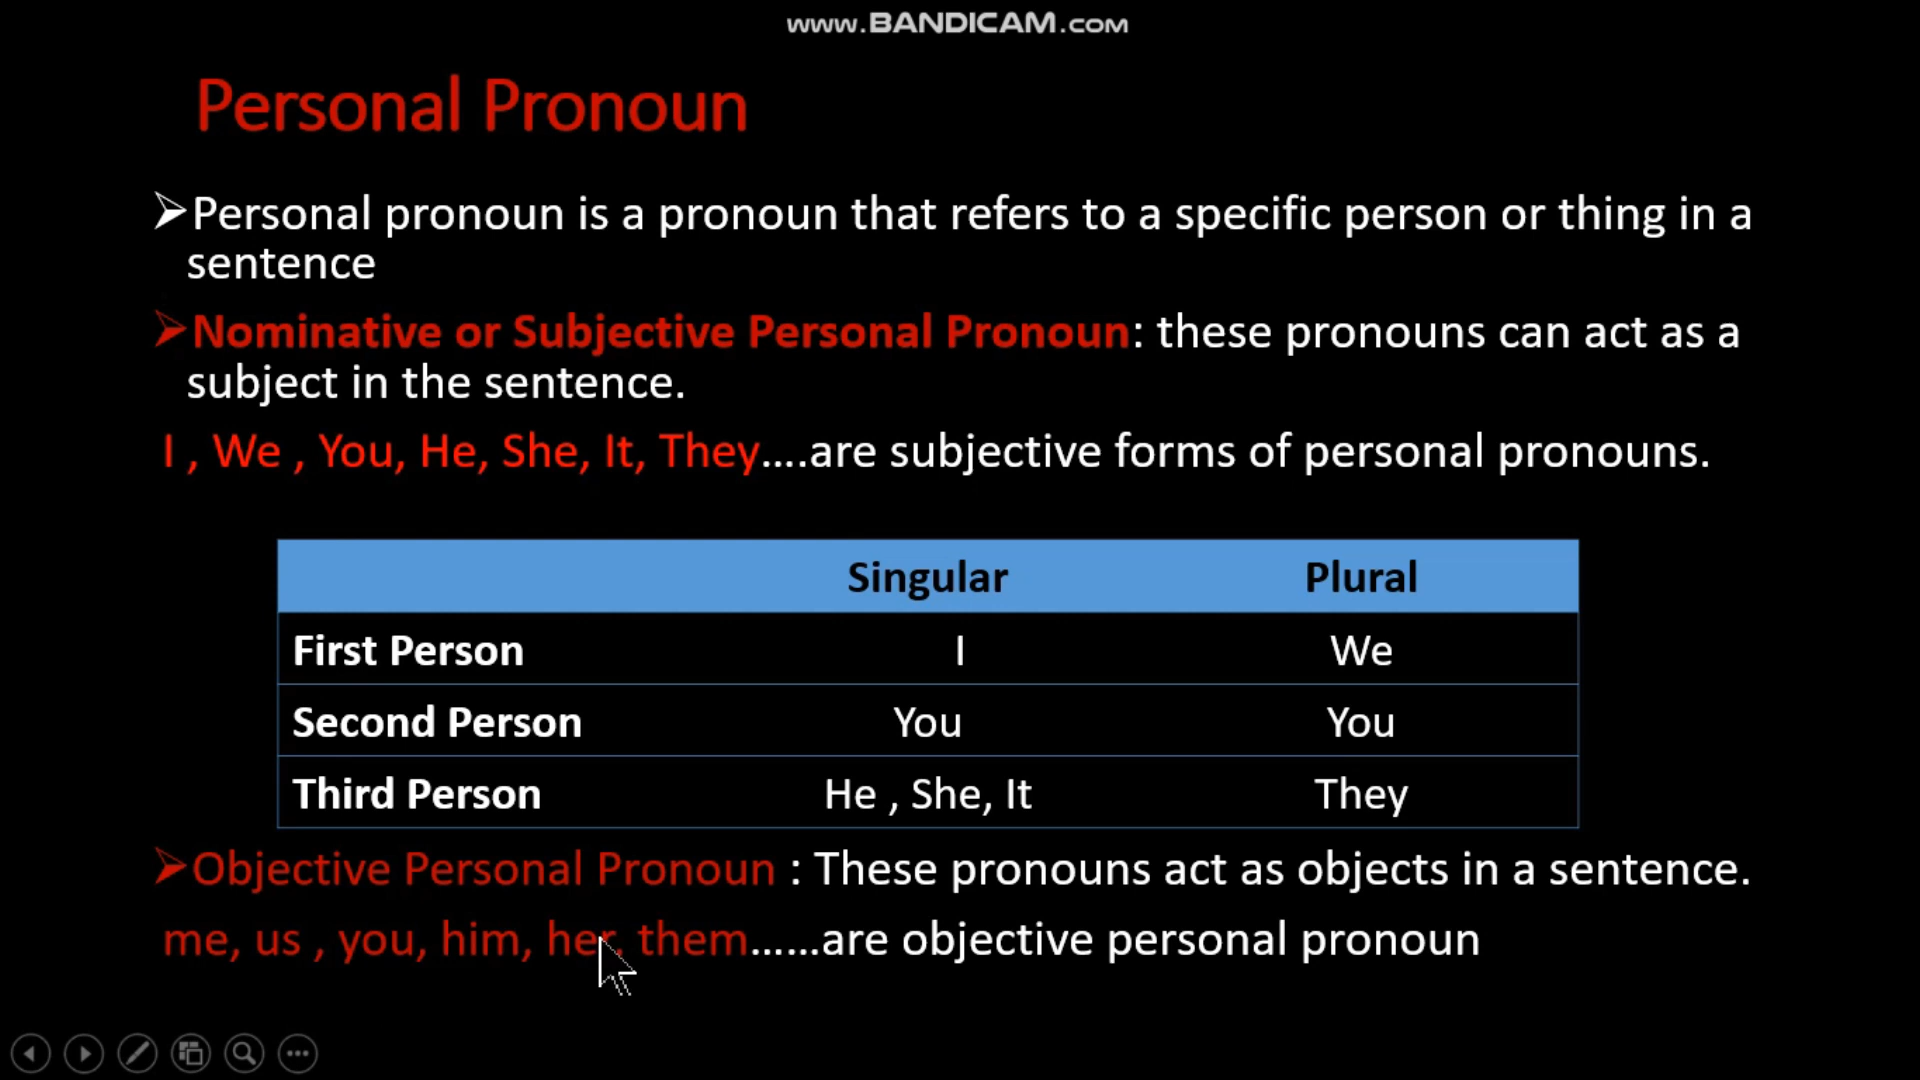 www.BANDICAM.com
Personal Pronoun
➢Personal pronoun is a pronoun that refers to a specific person or thing in a
sentence
➢Nominative or Subjective Personal Pronoun: these pronouns can act as a
subject in the sentence.
I , We , You, He, She, It, They....are subjective forms of personal pronouns.
Singular Plural
First Person I We
Second Person You You
Third Person He , She, It They
➢Objective Personal Pronoun : These pronouns act as objects in a sentence.
me, us , you, him, her, them......are objective personal pronoun